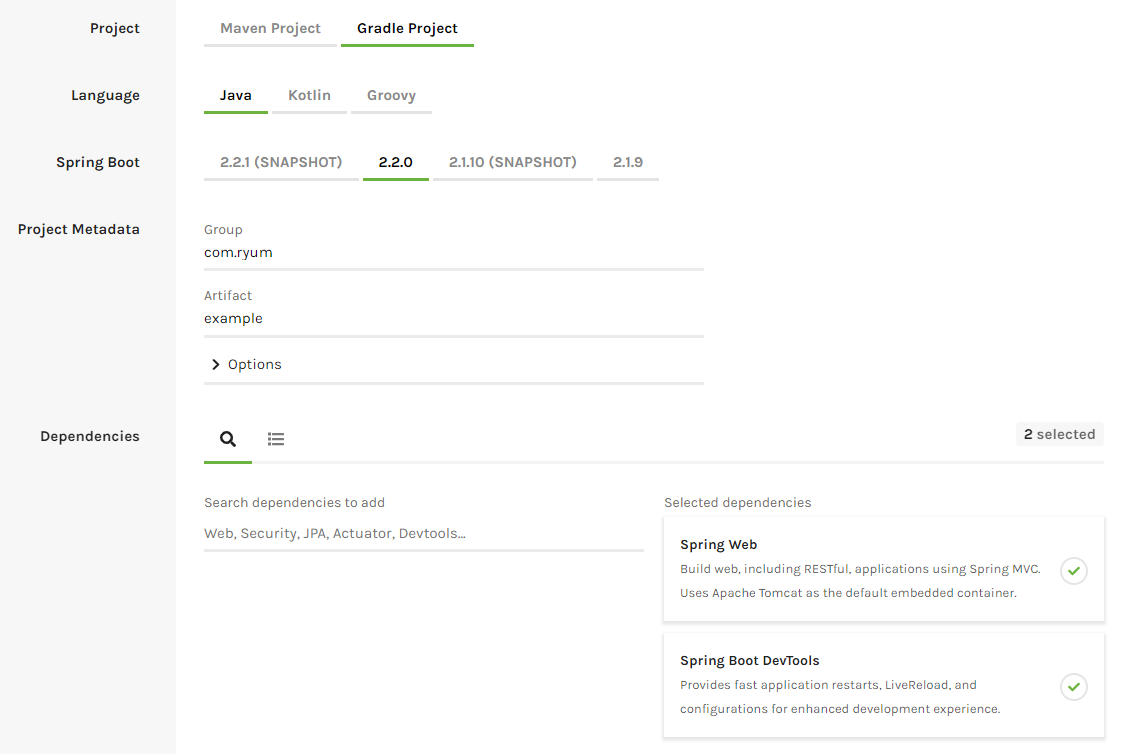 Project
Maven Project Gradle Project
Language
Java Kotlin Groovy
Spring Boot
2.2.1 (SNAPSHOT) 2.2.0 2.1.10 (SNAPSHOT) 2.1.9
Project Metadata
Group
com.ryum
Artifact
example
Options
Dependencies
2 selected
Search dependencies to add
Web, Security, JPA, Actuator, Devtools...
Selected dependencies
Spring Web
Build web, including RESTful, applications using Spring MVC.
Uses Apache Tomcat as the default embedded container.
Spring Boot DevTools
Provides fast application restarts, LiveReload, and
configurations for enhanced development experience.